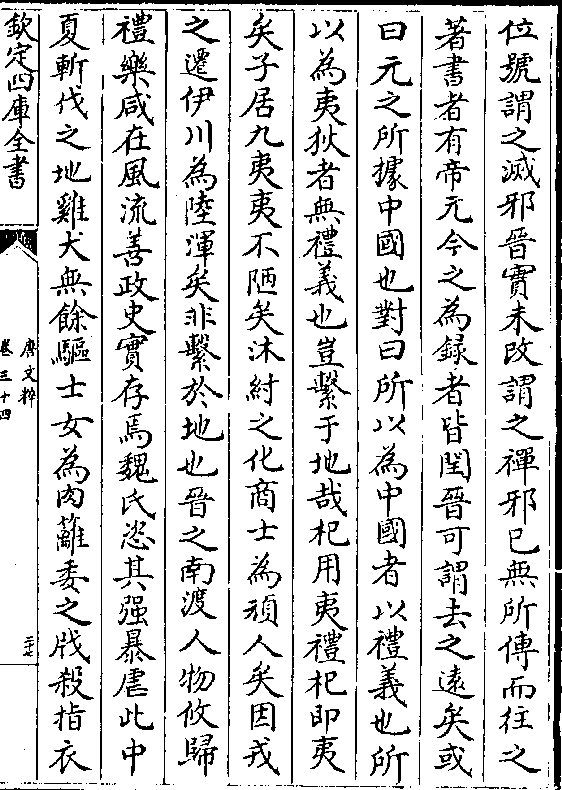 位號謂之滅邪晉實未改謂之禪邪已無所傳而往之
著書者有帝元今之為録者皆閏晉可謂去之遠矣或
曰元之所據中國也對曰所以為中國者以禮義也所
以為夷狄者無禮義也豈繫于地哉杞用夷禮杞即夷
矣子居九夷夷不陋矣沐紂之化商士為頑人矣因戎
之遷伊川為陸渾矣非繫於地也晉之南渡人物攸歸
禮樂咸在風流善政史實存焉魏氏恣其强暴虐此中
夏斬伐之地雞犬無餘驅士女為肉籬委之戕殺指衣
欽定四庫全書
唐文粹
卷三十四